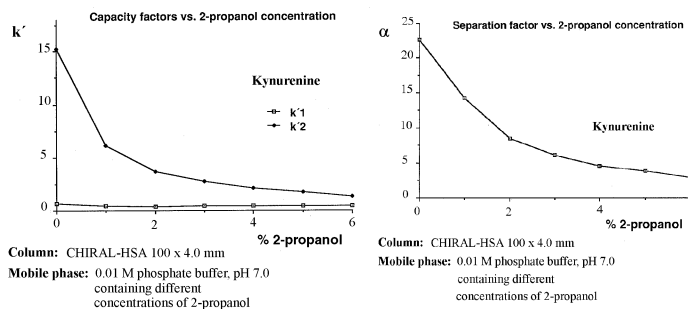 Capacity factors vs. 2-propanol concentration
k´
15
10
5
0
Kynurenine
k´1
k´2
0
2
4
6
% 2-propanol
Column: CHIRAL-HSA 100 x 4.0 mm
Mobile phase: 0.01 M phosphate buffer, pH 7.0
containing different
concentrations of 2-propanol
Separation factor vs. 2-propanol concentration
α
25
20
15
10
5
0
Kynurenine
0
2
4
% 2-propanol
Column: CHIRAL-HSA 100 x 4.0 mm
Mobile phase: 0.01 M phosphate buffer, pH 7.0
containing different
concentrations of 2-propanol